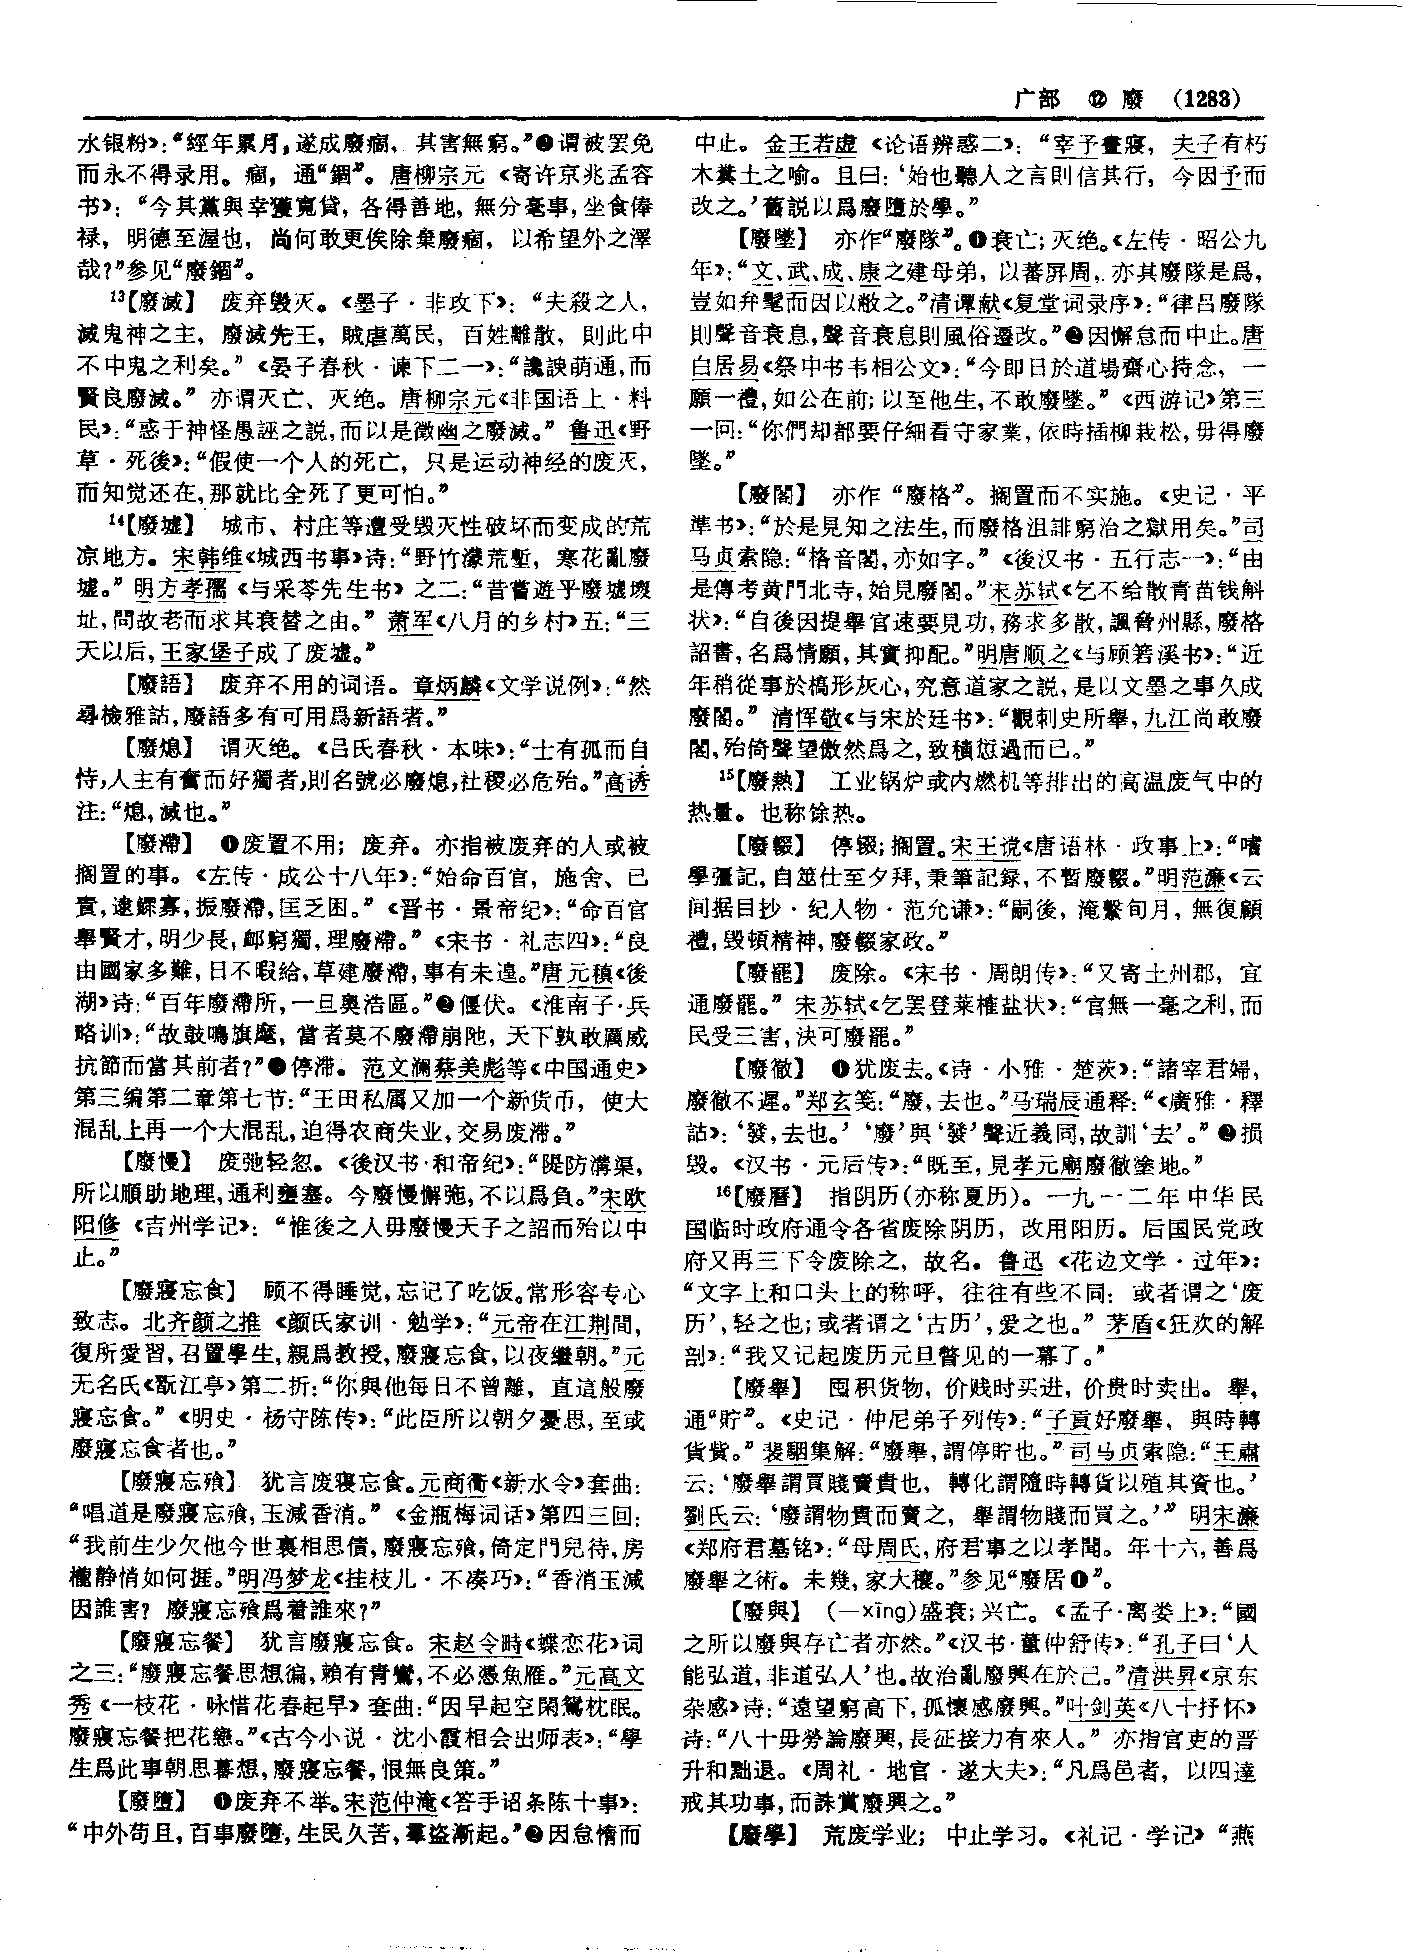 广部 ⑫ 廢 (1283)
水银粉》：“經年累月，遂成廢痼，其害無窮。”❷谓被罢免
而永不得录用。痼，通“錮”。唐柳宗元《寄许京兆孟容
书》：“今其黨與幸獲寬貸，各得善地，無分毫事，坐食俸
禄，明德至渥也，尚何敢更俟除棄廢痼，以希望外之澤
哉？”参见“廢錮”。
13【廢滅】 废弃毁灭。《墨子·非攻下》：“夫殺之人，
滅鬼神之主，廢滅先王，賊虐萬民，百姓離散，則此中
不中鬼之利矣。”《晏子春秋·谏下二一》：“讒諛萌通，而
賢良廢滅。”亦谓灭亡、灭绝。唐柳宗元《非国语上·料
民》：“惑于神怪愚誣之説，而以是徵幽之廢滅。”鲁迅《野
草·死後》：“假使一个人的死亡，只是运动神经的废灭，
而知觉还在，那就比全死了更可怕。”
14【廢墟】 城市、村庄等遭受毁灭性破坏而变成的荒
凉地方。宋韩维《城西书事》诗：“野竹濛荒塹，寒花亂廢
墟。”明方孝孺《与采苓先生书》之二：“昔嘗遊乎廢墟壞
址，問故老而求其衰替之由。”萧军《八月的乡村》五：“三
天以后，王家堡子成了废墟。”
【廢語】 废弃不用的词语。章炳麟《文学说例》：“然
尋檢雅詁，廢語多有可用爲新語者。”
【廢熄】 谓灭绝。《吕氏春秋·本味》：“士有孤而自
恃，人主有奮而好獨者，則名號必廢熄，社稷必危殆。”高诱
注：“熄，滅也。”
【廢滯】 ❶废置不用；废弃。亦指被废弃的人或被
搁置的事。《左传·成公十八年》：“始命百官，施舍、已
責，逮鰥寡，振廢滯，匡乏困。”《晋书·景帝纪》：“命百官
舉賢才，明少長，卹窮獨，理廢滯。”《宋书·礼志四》：“良
由國家多難，日不暇給，草建廢滯，事有未遑。”唐元稹《後
湖》诗：“百年廢滯所，一旦奥浩區。”❷偃伏。《淮南子·兵
略训》：“故鼓鳴旗麾，當者莫不廢滯崩阤，天下孰敢厲威
抗節而當其前者？”❸停滞。范文澜蔡美彪等《中国通史》
第三编第二章第七节：“王田私属又加一个新货币，使大
混乱上再一个大混乱，迫得农商失业，交易废滞。”
【廢慢】 废弛轻忽。《後汉书·和帝纪》：“隄防溝渠，
所以順助地理，通利壅塞。今廢慢懈弛，不以爲負。”宋欧
阳修《吉州学记》：“惟後之人毋廢慢天子之詔而殆以中
止。”
【廢寢忘食】 顾不得睡觉，忘记了吃饭。常形容专心
致志。北齐颜之推《颜氏家训·勉学》：“元帝在江荆間，
復所愛習，召置學生，親爲教授，廢寢忘食，以夜繼朝。”元
无名氏《翫江亭》第二折：“你與他每日不曾離，直這般廢
寢忘食。”《明史·杨守陈传》：“此臣所以朝夕憂思，至或
廢寢忘食者也。”
【廢寢忘飱】 犹言废寝忘食。元商衢《新水令》套曲：
“唱道是廢寢忘飱，玉減香消。”《金瓶梅词话》第四三回：
“我前生少欠他今世裏相思債，廢寢忘飱，倚定門兒待，房
櫳静悄如何捱。”明冯梦龙《挂枝儿·不凑巧》：“香消玉減
因誰害？廢寢忘飱爲着誰來？”
【廢寢忘餐】 犹言廢寢忘食。宋赵令畤《蝶恋花》词
之三：“廢寢忘餐思想徧，賴有青鸞，不必憑魚雁。”元高文
秀《一枝花·咏惜花春起早》套曲：“因早起空閑鴛枕眠。
廢寢忘餐把花戀。”《古今小说·沈小霞相会出师表》：“學
生爲此事朝思暮想，廢寢忘餐，恨無良策。”
【廢墮】 ❶废弃不举。宋范仲淹《答手诏条陈十事》：
“中外苟且，百事廢墮，生民久苦，羣盗漸起。”❷因怠惰而
中止。金王若虚《论语辨惑二》：“宰予晝寢，夫子有朽
木糞土之喻。且曰：‘始也聽人之言則信其行，今因予而
改之。’舊説以爲廢墮於學。”
【廢墜】 亦作“廢隊”。❶衰亡；灭绝。《左传·昭公九
年》：“文、武、成、康之建母弟，以蕃屏周，亦其廢隊是爲，
豈如弁髦而因以敝之。”清谭献《复堂词录序》：“律吕廢隊
則聲音衰息，聲音衰息則風俗遷改。”❷因懈怠而中止。唐
白居易《祭中书韦相公文》：“今即日於道場齋心持念，一
願一禮，如公在前；以至他生，不敢廢墜。”《西游记》第三
一回：“你們却都要仔細看守家業，依時插柳栽松，毋得廢
墜。”
【廢閣】 亦作“廢格”。搁置而不实施。《史记·平
準书》：“於是見知之法生，而廢格沮誹窮治之獄用矣。”司
马贞索隐：“格音閣，亦如字。”《後汉书·五行志一》：“由
是傳考黄門北寺，始見廢閣。”宋苏轼《乞不给散青苗钱斛
状》：“自後因提舉官速要見功，務求多散，諷脅州縣，廢格
詔書，名爲情願，其實抑配。”明唐顺之《与顾箬溪书》：“近
年稍從事於槁形灰心，究意道家之説，是以文墨之事久成
廢閣。”清恽敬《与宋於廷书》：“觀刺史所舉，九江尚敢廢
閣，殆倚聲望傲然爲之，致積愆過而已。”
15【廢熱】 工业锅炉或内燃机等排出的高温废气中的
热量。也称馀热。
【廢輟】 停辍；搁置。宋王谠《唐语林·政事上》：“嗜
學彊記，自筮仕至夕拜，秉筆記録，不暫廢輟。”明范濂《云
间据目抄·纪人物·范允谦》：“嗣後，淹繫旬月，無復顧
禮，毁頓精神，廢輟家政。”
【廢罷】 废除。《宋书·周朗传》：“又寄土州郡，宜
通廢罷。”宋苏轼《乞罢登莱榷盐状》：“官無一毫之利，而
民受三害，決可廢罷。”
【廢徹】 ❶犹废去。《诗·小雅·楚茨》：“諸宰君婦，
廢徹不遲。”郑玄笺：“廢，去也。”马瑞辰通释：“《廣雅·釋
詁》：‘發，去也。’‘廢’與‘發’聲近義同，故訓‘去’。”❷损
毁。《汉书·元后传》：“既至，見孝元廟廢徹塗地。”
16【廢曆】 指阴历（亦称夏历）。一九一二年中华民
国临时政府通令各省废除阴历，改用阳历。后国民党政
府又再三下令废除之，故名。鲁迅《花边文学·过年》：
“文字上和口头上的称呼，往往有些不同：或者谓之‘废
历’，轻之也；或者谓之‘古历’，爱之也。”茅盾《狂欢的解
剖》：“我又记起废历元旦瞥见的一幕了。”
【廢舉】 囤积货物，价贱时买进，价贵时卖出。舉，
通“貯”。《史记·仲尼弟子列传》：“子貢好廢舉，與時轉
貨貲。”裴駰集解：“廢舉，謂停貯也。”司马贞索隐：“王肅
云：‘廢舉謂買賤賣貴也，轉化謂隨時轉貨以殖其資也。’
劉氏云：‘廢謂物貴而賣之，舉謂物賤而買之。’”明宋濂
《郑府君墓铭》：“母周氏，府君事之以孝聞。年十六，善爲
廢舉之術。未幾，家大穰。”参见“廢居❶”。
【廢興】 （—xīng）盛衰；兴亡。《孟子·离娄上》：“國
之所以廢興存亡者亦然。”《汉书·董仲舒传》：“孔子曰‘人
能弘道，非道弘人’也。故治亂廢興在於己。”清洪昇《京东
杂感》诗：“遠望窮高下，孤懷感廢興。”叶剑英《八十抒怀》
诗：“八十毋勞論廢興，長征接力有來人。”亦指官吏的晋
升和黜退。《周礼·地官·遂大夫》：“凡爲邑者，以四達
戒其功事，而誅賞廢興之。”
【廢學】 荒废学业；中止学习。《礼记·学记》“燕